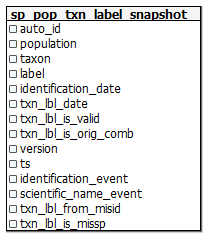 sp_pop_txn_label_snapshot
auto_id
population
taxon
label
identification_date
txn_lbl_date
txn_lbl_is_valid
txn_lbl_is_orig_comb
version
ts
identification_event
scientific_name_event
txn_lbl_from_misid
txn_lbl_is_missp